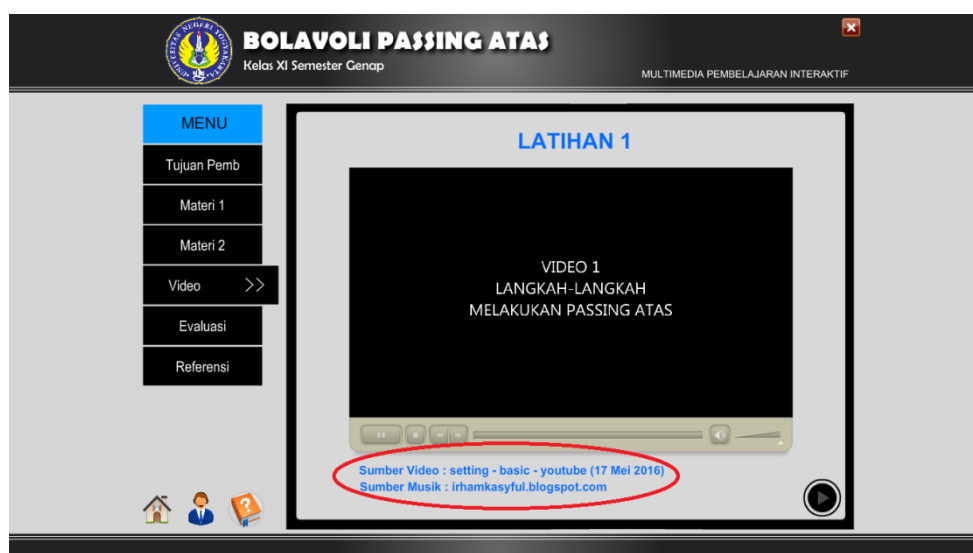 BOLAVOLI PASSING ATAS
Kelas XI Semester Genap
MULTIMEDIA PEMBELAJARAN INTERAKTIF
MENU
Tujuan Pemb
Materi 1
Materi 2
Video >>
Evaluasi
Referensi
LATIHAN 1
VIDEO 1
LANGKAH-LANGKAH
MELAKUKAN PASSING ATAS
Sumber Video : setting - basic - youtube (17 Mei 2016)
Sumber Musik : irhamkasyful.blogspot.com